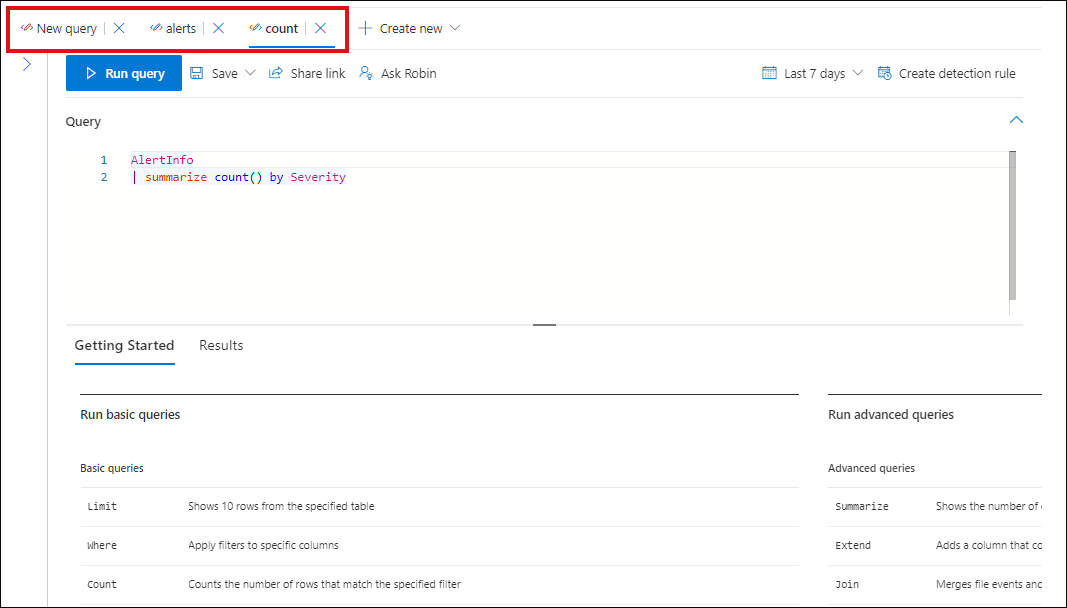 New query alerts count Create new
Run query Save Share link Ask Robin Last 7 days Create detection rule
Query
1 AlertInfo
2 | summarize count() by Severity
Getting Started Results
Run basic queries Run advanced queries
Basic queries Advanced queries
Limit Shows 10 rows from the specified table Summarize Shows the number of
Where Apply filters to specific columns Extend Adds a column that co
Count Counts the number of rows that match the specified filter Join Merges file events and